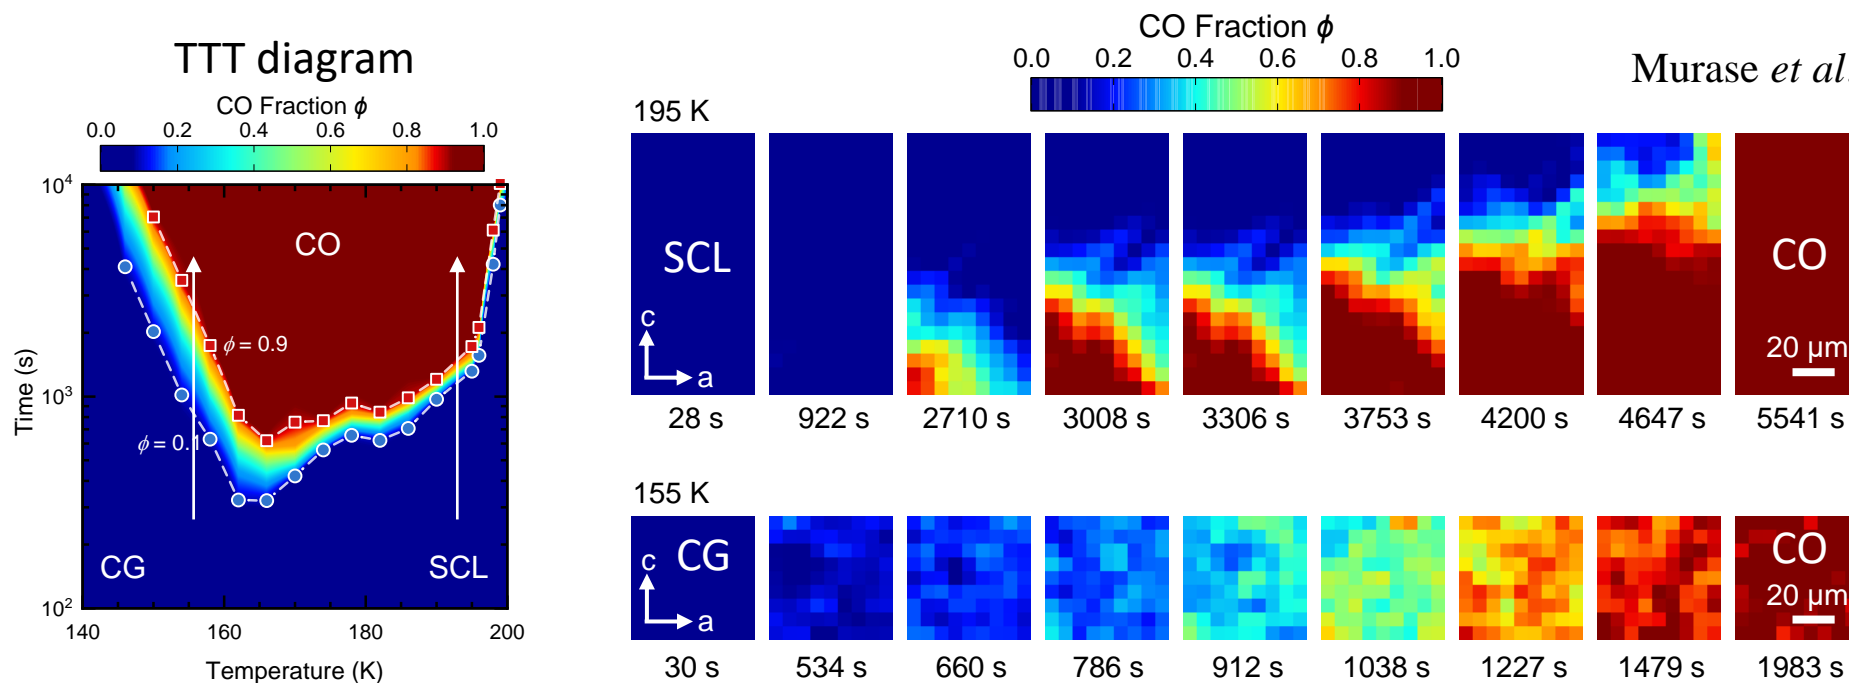 TTT diagram
CO Fraction ϕ
0.0 0.2 0.4 0.6 0.8 1.0
10⁴
10³
10²
Time (s)
CO
ϕ = 0.9
ϕ = 0.1
CG
SCL
140 160 180 200
Temperature (K)
CO Fraction ϕ
0.0 0.2 0.4 0.6 0.8 1.0
Murase et al.
195 K
SCL
c
a
CO
20 μm
28 s 922 s 2710 s 3008 s 3306 s 3753 s 4200 s 4647 s 5541 s
155 K
CG
c
a
CO
20 μm
30 s 534 s 660 s 786 s 912 s 1038 s 1227 s 1479 s 1983 s